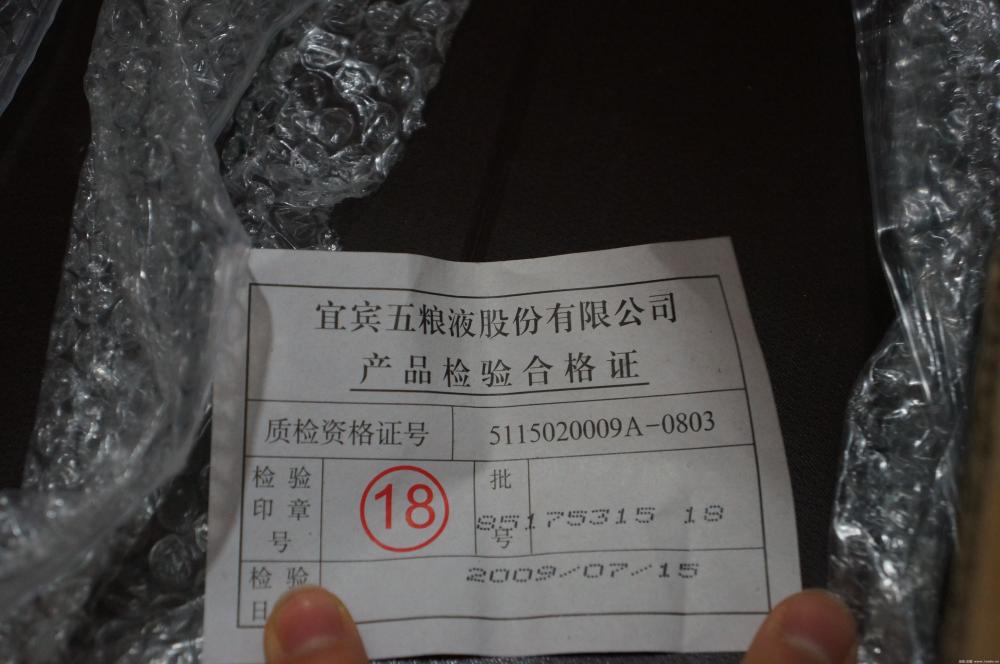 宜宾五粮液股份有限公司
产品检验合格证
质检资格证号 5115020009A-0803
检验印章号 18 批号 85175315 18
检验日 2009/07/15